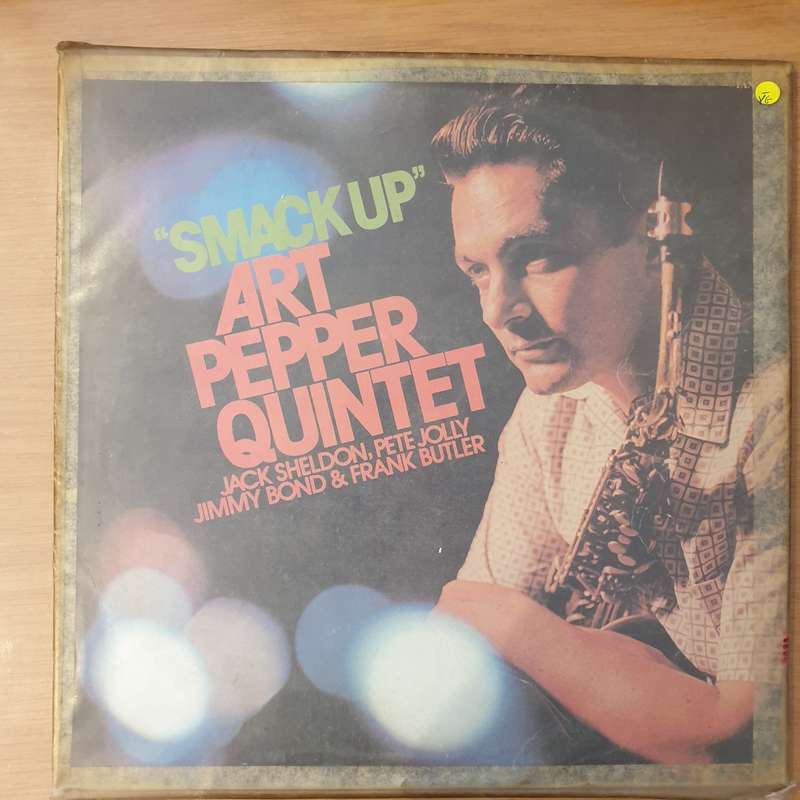 “SMACK UP”
ART
PEPPER
QUINTET
JACK SHELDON, PETE JOLLY
JIMMY BOND & FRANK BUTLER